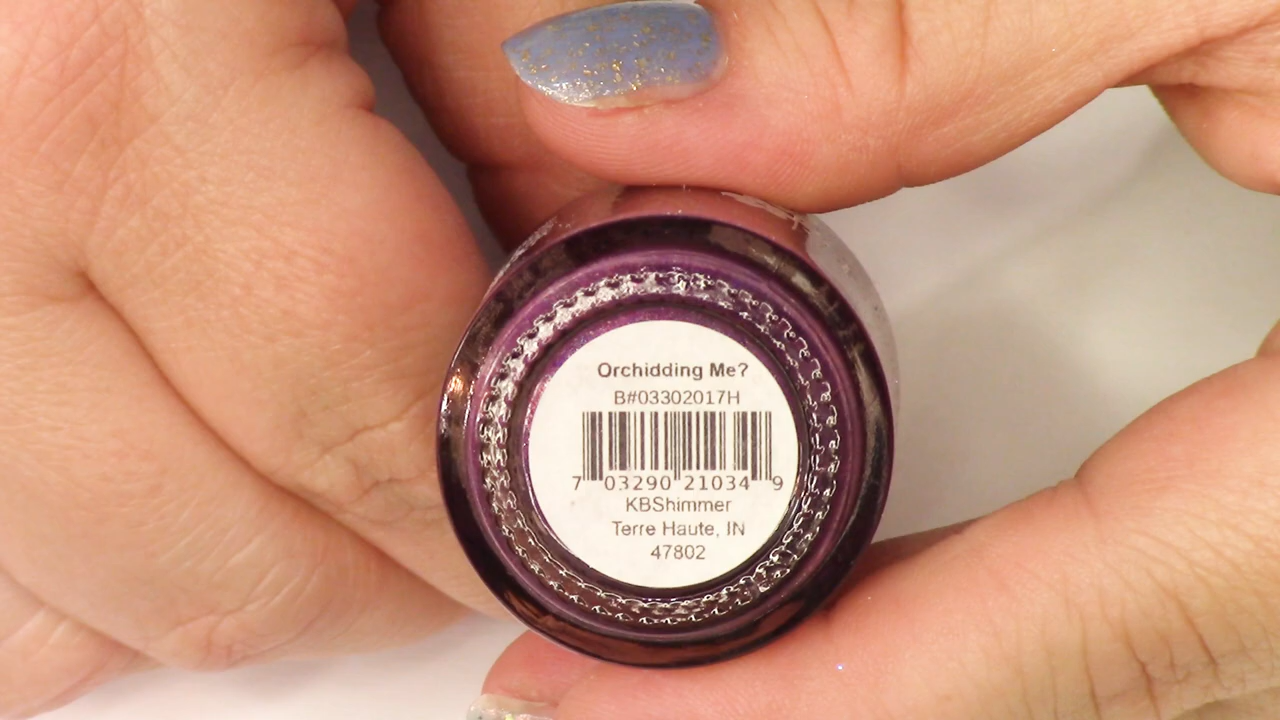 Orchidding Me?
B#03302017H
7 03290 21034 9
KBShimmer
Terre Haute, IN
47802